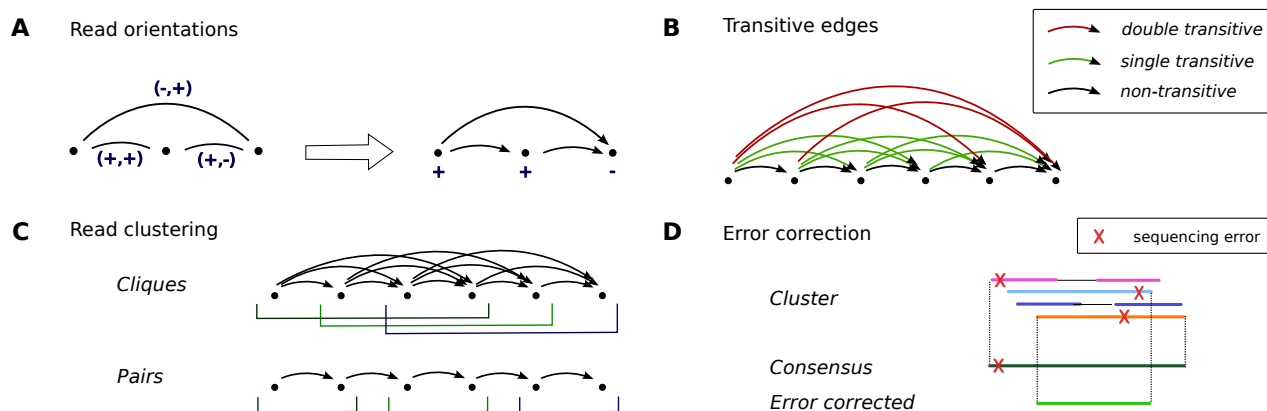 A Read orientations
(-,+)
(+,+) (+,-)
+ + -
B Transitive edges
double transitive
single transitive
non-transitive
C Read clustering
Cliques
Pairs
D Error correction
X sequencing error
Cluster
Consensus
Error corrected